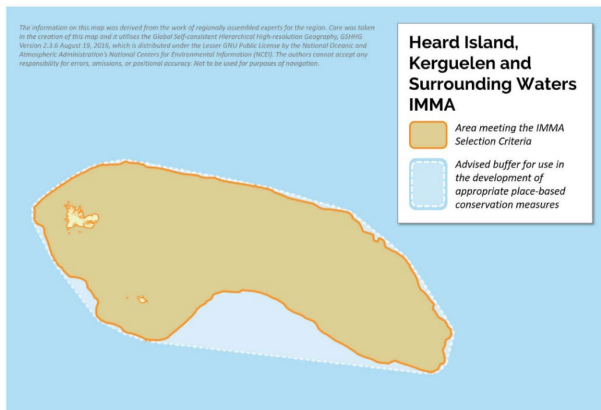 The information on this map was derived from the work of regionally assembled experts for the region. Care was taken
in the creation of this map and it utilises the Global Self-consistent Hierarchical High-resolution Geography, GSHHG
Version 2.3.6 August 19, 2016, which is distributed under the Lesser GNU Public License by the National Oceanic and
Atmospheric Administration's National Centers for Environmental Information (NCEI). The authors cannot accept any
responsibility for errors, omissions, or positional accuracy. Not to be used for purposes of navigation.
Heard Island,
Kerguelen and
Surrounding Waters
IMMA
Area meeting the IMMA
Selection Criteria
Advised buffer for use in
the development of
appropriate place-based
conservation measures